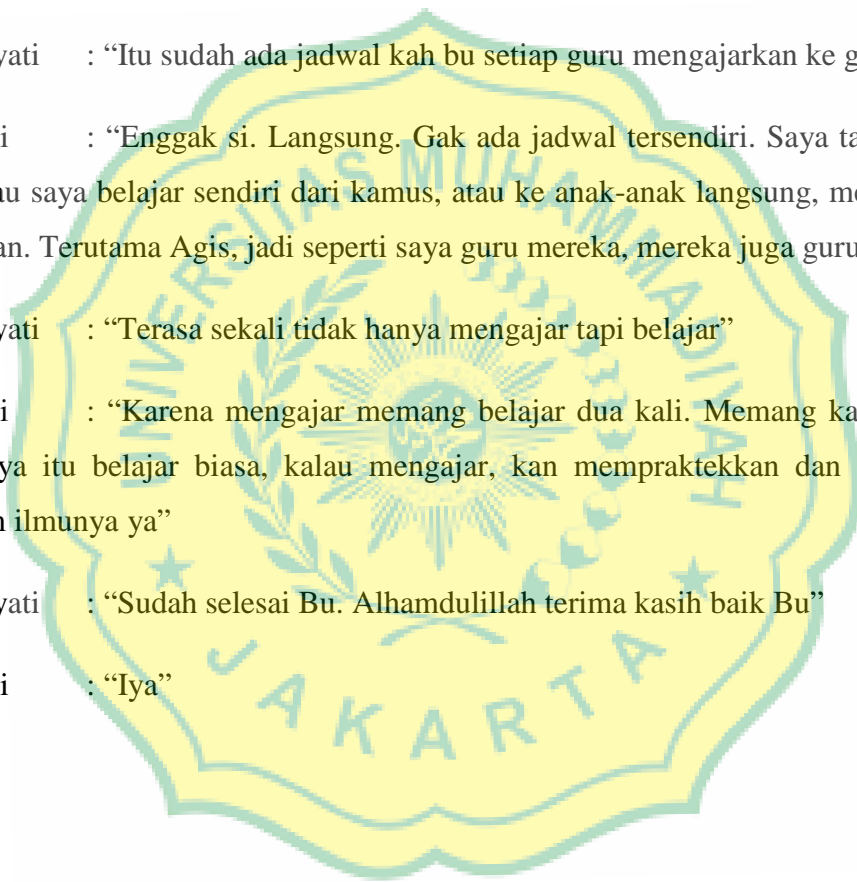 yati : “Itu sudah ada jadwal kah bu setiap guru mengajarkan ke g
i : “Enggak si. Langsung. Gak ada jadwal tersendiri. Saya ta
au saya belajar sendiri dari kamus, atau ke anak-anak langsung, me
an. Terutama Agis, jadi seperti saya guru mereka, mereka juga guru
yati : “Terasa sekali tidak hanya mengajar tapi belajar”
i : “Karena mengajar memang belajar dua kali. Memang ka
ya itu belajar biasa, kalau mengajar, kan mempraktekkan dan
n ilmunya ya”
yati : “Sudah selesai Bu. Alhamdulillah terima kasih baik Bu”
i : “Iya”
UNIVERSITAS MUHAMMADIYAH
JAKARTA